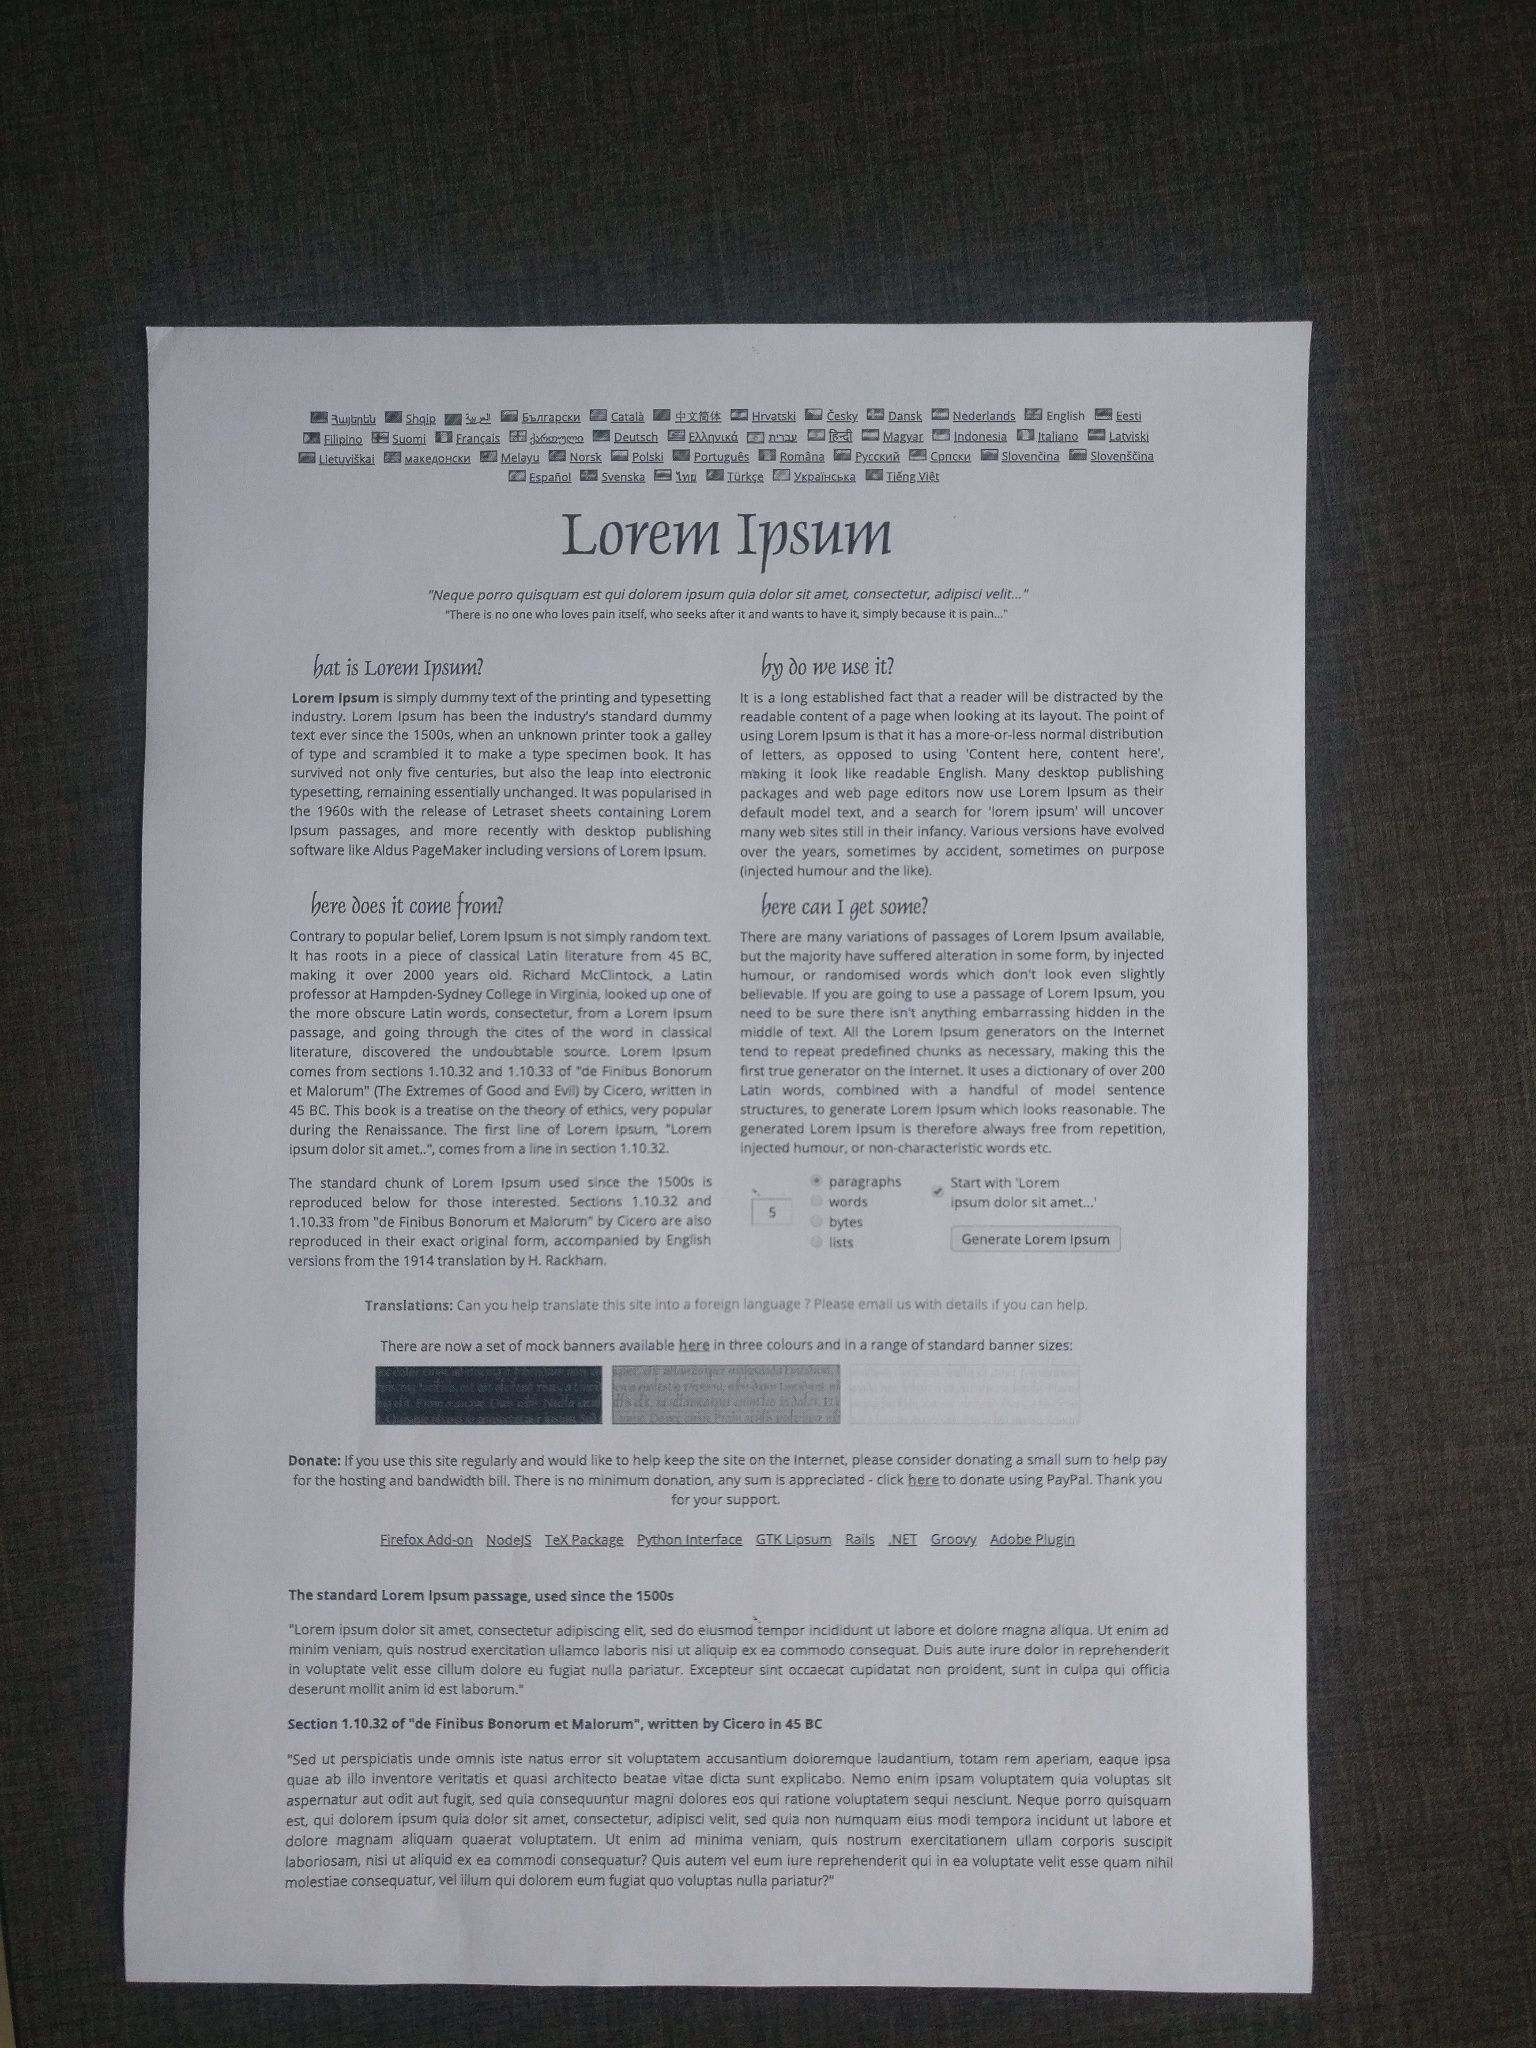 Հայերեն Shqip العربية Български Català 中文简体 Hrvatski Česky Dansk Nederlands English Eesti
Filipino Suomi Français ქართული Deutsch Ελληνικά עברית हिन्दी Magyar Indonesia Italiano Latviski
Lietuviškai македонски Melayu Norsk Polski Português Româna Русский Српски Slovenčina Slovenščina
Español Svenska ไทย Türkçe Українська Tiếng Việt
Lorem Ipsum
"Neque porro quisquam est qui dolorem ipsum quia dolor sit amet, consectetur, adipisci velit..."
"There is no one who loves pain itself, who seeks after it and wants to have it, simply because it is pain..."
hat is Lorem Ipsum?
Lorem Ipsum is simply dummy text of the printing and typesetting
industry. Lorem Ipsum has been the industry's standard dummy
text ever since the 1500s, when an unknown printer took a galley
of type and scrambled it to make a type specimen book. It has
survived not only five centuries, but also the leap into electronic
typesetting, remaining essentially unchanged. It was popularised in
the 1960s with the release of Letraset sheets containing Lorem
Ipsum passages, and more recently with desktop publishing
software like Aldus PageMaker including versions of Lorem Ipsum.
hy do we use it?
It is a long established fact that a reader will be distracted by the
readable content of a page when looking at its layout. The point of
using Lorem Ipsum is that it has a more-or-less normal distribution
of letters, as opposed to using 'Content here, content here',
making it look like readable English. Many desktop publishing
packages and web page editors now use Lorem Ipsum as their
default model text, and a search for 'lorem ipsum' will uncover
many web sites still in their infancy. Various versions have evolved
over the years, sometimes by accident, sometimes on purpose
(injected humour and the like).
here does it come from?
Contrary to popular belief, Lorem Ipsum is not simply random text.
It has roots in a piece of classical Latin literature from 45 BC,
making it over 2000 years old. Richard McClintock, a Latin
professor at Hampden-Sydney College in Virginia, looked up one of
the more obscure Latin words, consectetur, from a Lorem Ipsum
passage, and going through the cites of the word in classical
literature, discovered the undoubtable source. Lorem Ipsum
comes from sections 1.10.32 and 1.10.33 of "de Finibus Bonorum
et Malorum" (The Extremes of Good and Evil) by Cicero, written in
45 BC. This book is a treatise on the theory of ethics, very popular
during the Renaissance. The first line of Lorem Ipsum, "Lorem
ipsum dolor sit amet..", comes from a line in section 1.10.32.
The standard chunk of Lorem Ipsum used since the 1500s is
reproduced below for those interested. Sections 1.10.32 and
1.10.33 from "de Finibus Bonorum et Malorum" by Cicero are also
reproduced in their exact original form, accompanied by English
versions from the 1914 translation by H. Rackham.
here can I get some?
There are many variations of passages of Lorem Ipsum available,
but the majority have suffered alteration in some form, by injected
humour, or randomised words which don't look even slightly
believable. If you are going to use a passage of Lorem Ipsum, you
need to be sure there isn't anything embarrassing hidden in the
middle of text. All the Lorem Ipsum generators on the Internet
tend to repeat predefined chunks as necessary, making this the
first true generator on the Internet. It uses a dictionary of over 200
Latin words, combined with a handful of model sentence
structures, to generate Lorem Ipsum which looks reasonable. The
generated Lorem Ipsum is therefore always free from repetition,
injected humour, or non-characteristic words etc.
5
paragraphs
words
bytes
lists
Start with 'Lorem
ipsum dolor sit amet...'
Generate Lorem Ipsum
Translations: Can you help translate this site into a foreign language ? Please email us with details if you can help.
There are now a set of mock banners available here in three colours and in a range of standard banner sizes:
Donate: If you use this site regularly and would like to help keep the site on the Internet, please consider donating a small sum to help pay
for the hosting and bandwidth bill. There is no minimum donation, any sum is appreciated - click here to donate using PayPal. Thank you
for your support.
Firefox Add-on NodeJS TeX Package Python Interface GTK Lipsum Rails .NET Groovy Adobe Plugin
The standard Lorem Ipsum passage, used since the 1500s
"Lorem ipsum dolor sit amet, consectetur adipiscing elit, sed do eiusmod tempor incididunt ut labore et dolore magna aliqua. Ut enim ad
minim veniam, quis nostrud exercitation ullamco laboris nisi ut aliquip ex ea commodo consequat. Duis aute irure dolor in reprehenderit
in voluptate velit esse cillum dolore eu fugiat nulla pariatur. Excepteur sint occaecat cupidatat non proident, sunt in culpa qui officia
deserunt mollit anim id est laborum."
Section 1.10.32 of "de Finibus Bonorum et Malorum", written by Cicero in 45 BC
"Sed ut perspiciatis unde omnis iste natus error sit voluptatem accusantium doloremque laudantium, totam rem aperiam, eaque ipsa
quae ab illo inventore veritatis et quasi architecto beatae vitae dicta sunt explicabo. Nemo enim ipsam voluptatem quia voluptas sit
aspernatur aut odit aut fugit, sed quia consequuntur magni dolores eos qui ratione voluptatem sequi nesciunt. Neque porro quisquam
est, qui dolorem ipsum quia dolor sit amet, consectetur, adipisci velit, sed quia non numquam eius modi tempora incidunt ut labore et
dolore magnam aliquam quaerat voluptatem. Ut enim ad minima veniam, quis nostrum exercitationem ullam corporis suscipit
laboriosam, nisi ut aliquid ex ea commodi consequatur? Quis autem vel eum iure reprehenderit qui in ea voluptate velit esse quam nihil
molestiae consequatur, vel illum qui dolorem eum fugiat quo voluptas nulla pariatur?"